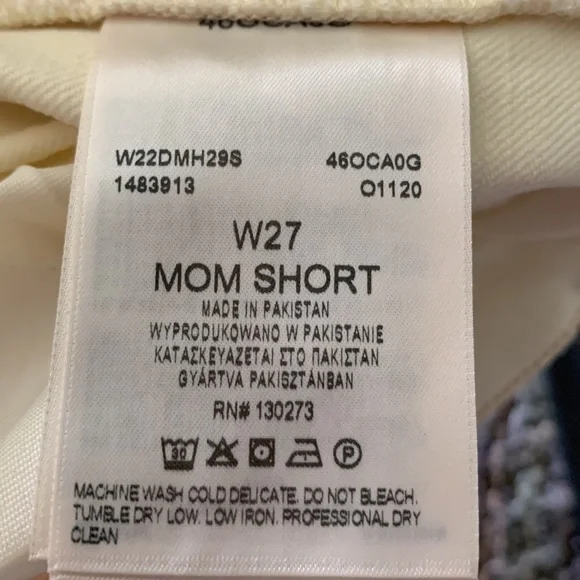 46OCA0G
W22DMH29S 46OCA0G
1483913 O1120
W27
MOM SHORT
MADE IN PAKISTAN
WYPRODUKOWANO W PAKISTANIE
ΚΑΤΑΣΚΕΥΑΖΕΤΑΙ ΣΤΟ ΠΑΚΙΣΤΑΝ
GYÁRTVA PAKISZTÁNBAN
RN# 130273
30 P
MACHINE WASH COLD DELICATE. DO NOT BLEACH.
TUMBLE DRY LOW. LOW IRON. PROFESSIONAL DRY
CLEAN